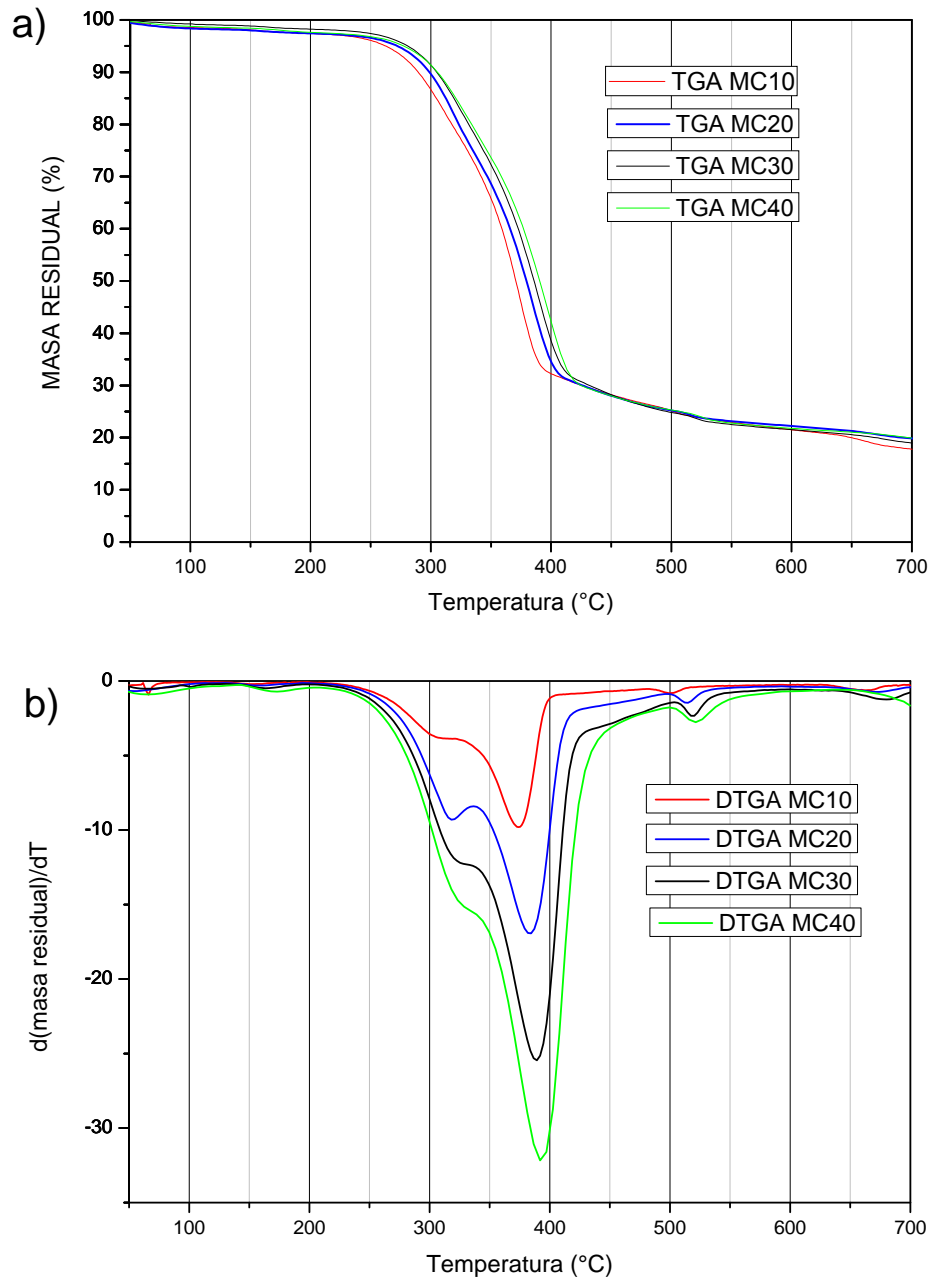 a)
100
90
80
70
60
50
40
30
20
10
0
MASA RESIDUAL (%)
TGA MC10
TGA MC20
TGA MC30
TGA MC40
100 200 300 400 500 600 700
Temperatura (°C)
b)
0
-10
-20
-30
d(masa residual)/dT
DTGA MC10
DTGA MC20
DTGA MC30
DTGA MC40
100 200 300 400 500 600 700
Temperatura (°C)